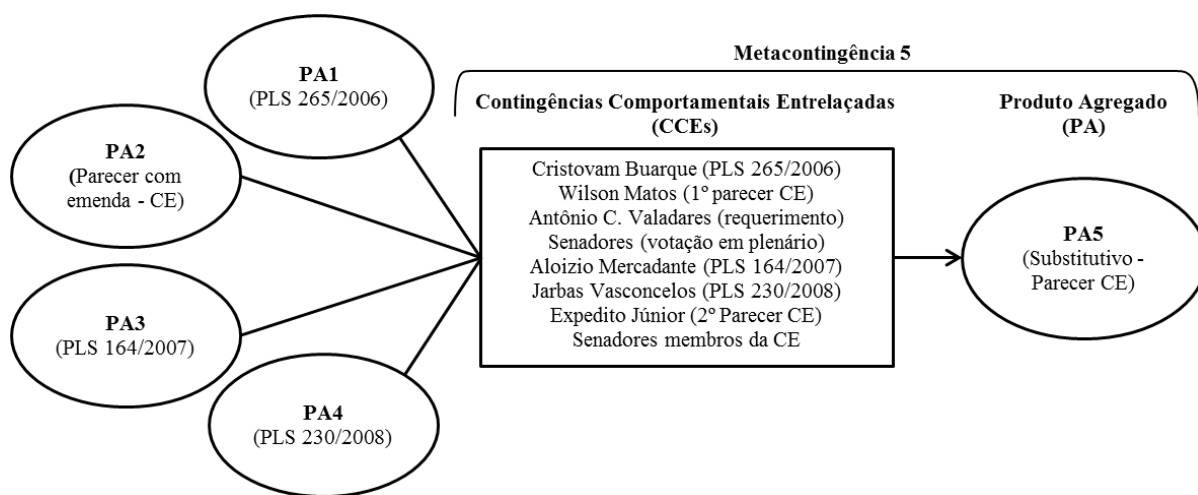 PA1
(PLS 265/2006)
PA2
(Parecer com
emenda - CE)
PA3
(PLS 164/2007)
PA4
(PLS 230/2008)
Metacontingência 5
Contingências Comportamentais Entrelaçadas
(CCEs)
Cristovam Buarque (PLS 265/2006)
Wilson Matos (1º parecer CE)
Antônio C. Valadares (requerimento)
Senadores (votação em plenário)
Aloizio Mercadante (PLS 164/2007)
Jarbas Vasconcelos (PLS 230/2008)
Expedito Júnior (2º Parecer CE)
Senadores membros da CE
Produto Agregado
(PA)
PA5
(Substitutivo -
Parecer CE)